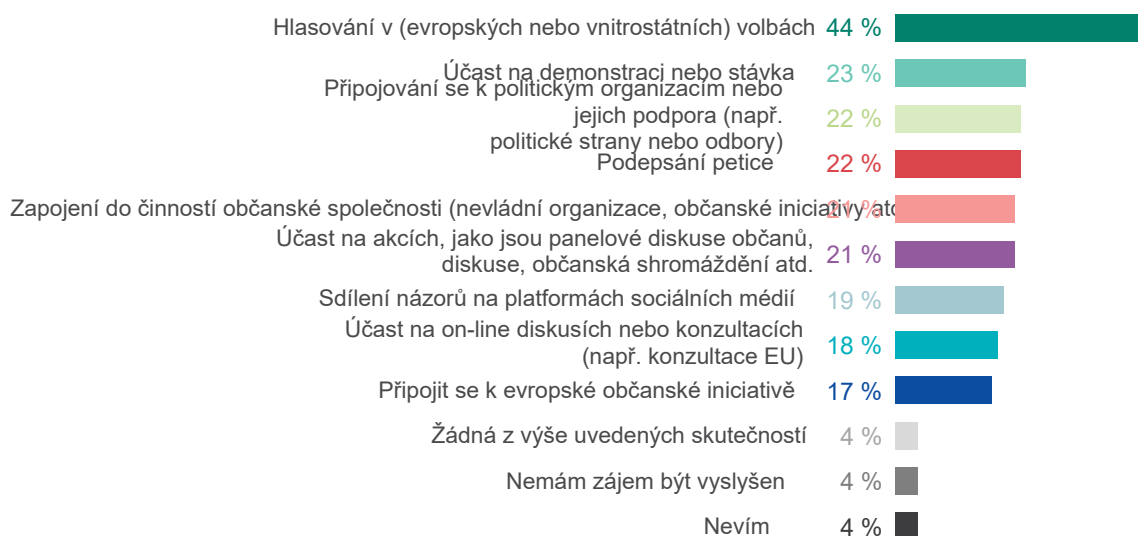 Hlasování v (evropských nebo vnitrostátních) volbách 44 %
Účast na demonstraci nebo stávka 23 %
Připojování se k politickým organizacím nebo
jejich podpora (např.
politické strany nebo odbory) 22 %
Podepsání petice 22 %
Zapojení do činností občanské společnosti (nevládní organizace, občanské iniciativy atd 21 %
Účast na akcích, jako jsou panelové diskuse občanů,
diskuse, občanská shromáždění atd. 21 %
Sdílení názorů na platformách sociálních médií 19 %
Účast na on-line diskusích nebo konzultacích
(např. konzultace EU) 18 %
Připojit se k evropské občanské iniciativě 17 %
Žádná z výše uvedených skutečností 4 %
Nemám zájem být vyslyšen 4 %
Nevím 4 %